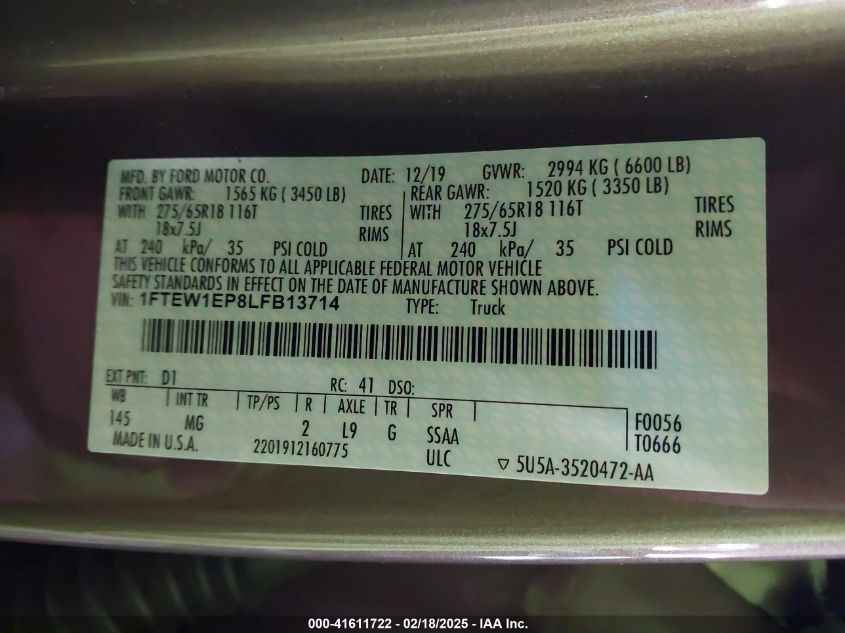 MFD. BY FORD MOTOR CO. DATE: 12/19 GVWR: 2994 KG ( 6600 LB)
FRONT GAWR: 1565 KG ( 3450 LB) REAR GAWR: 1520 KG ( 3350 LB)
WITH 275/65R18 116T TIRES WITH 275/65R18 116T TIRES
18x7.5J RIMS 18x7.5J RIMS
AT 240 kPa/ 35 PSI COLD AT 240 kPa/ 35 PSI COLD
THIS VEHICLE CONFORMS TO ALL APPLICABLE FEDERAL MOTOR VEHICLE
SAFETY STANDARDS IN EFFECT ON THE DATE OF MANUFACTURE SHOWN ABOVE.
VIN: 1FTEW1EP8LFB13714 TYPE: Truck
EXT PNT: D1 RC: 41 DSO:
WB INT TR TP/PS R AXLE TR SPR
145 MG 2 L9 G SSAA F0056
T0666
MADE IN U.S.A. 2201912160775 ULC ▽ 5U5A-3520472-AA
000-41611722 - 02/18/2025 - IAA Inc.